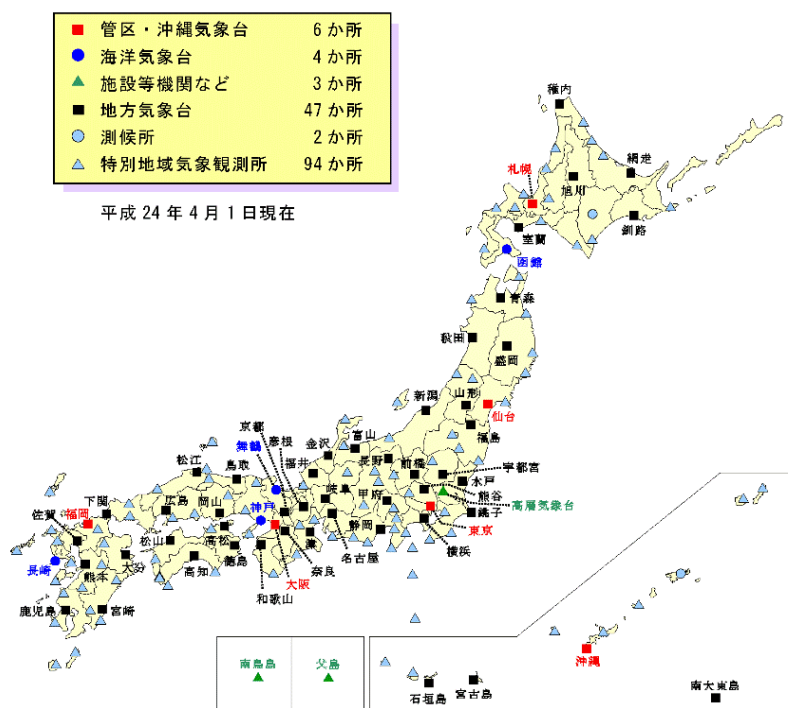 管区・沖縄気象台 6か所
海洋気象台 4か所
施設等機関など 3か所
地方気象台 47か所
測候所 2か所
特別地域気象観測所 94か所
平成24年4月1日現在
稚内
網走
札幌
旭川
釧路
室蘭
函館
青森
秋田
盛岡
新潟
山形
仙台
福島
京都
彦根
金沢
富山
舞鶴
福井
長野
前橋
宇都宮
松江
鳥取
水戸
熊谷
岐阜
甲府
高層気象台
下関
広島
岡山
神戸
銚子
佐賀
福岡
静岡
東京
松山
高松
津
名古屋
横浜
長崎
熊本
大分
高知
徳島
奈良
大阪
和歌山
鹿児島
宮崎
南鳥島
父島
沖縄
石垣島
宮古島
南大東島